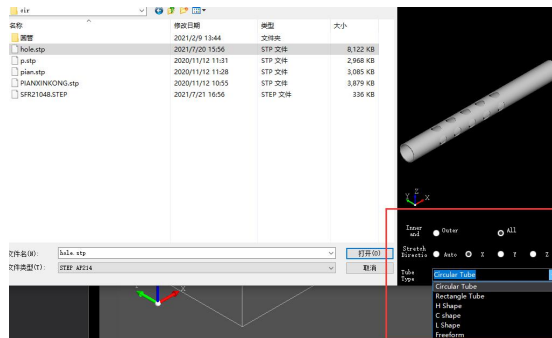 sir
名称 修改日期 类型 大小
圆管 2021/2/9 13:44 文件夹
hole.stp 2021/7/20 15:56 STP 文件 8,122 KB
p.stp 2020/11/12 11:31 STP 文件 2,968 KB
pian.stp 2020/11/12 11:28 STP 文件 3,085 KB
PIANXINKONG.stp 2020/11/12 10:55 STP 文件 3,879 KB
SFR21048.STEP 2021/7/21 16:56 STEP 文件 336 KB
Z
Y X
Inner and Outer All
Stretch Directio Auto X Y Z
文件名(N): hole.stp 打开(O)
文件类型(T): STEP AP214 取消
Tube Type Circular Tube
Circular Tube
Rectangle Tube
H Shape
C shape
L Shape
Freeform
X